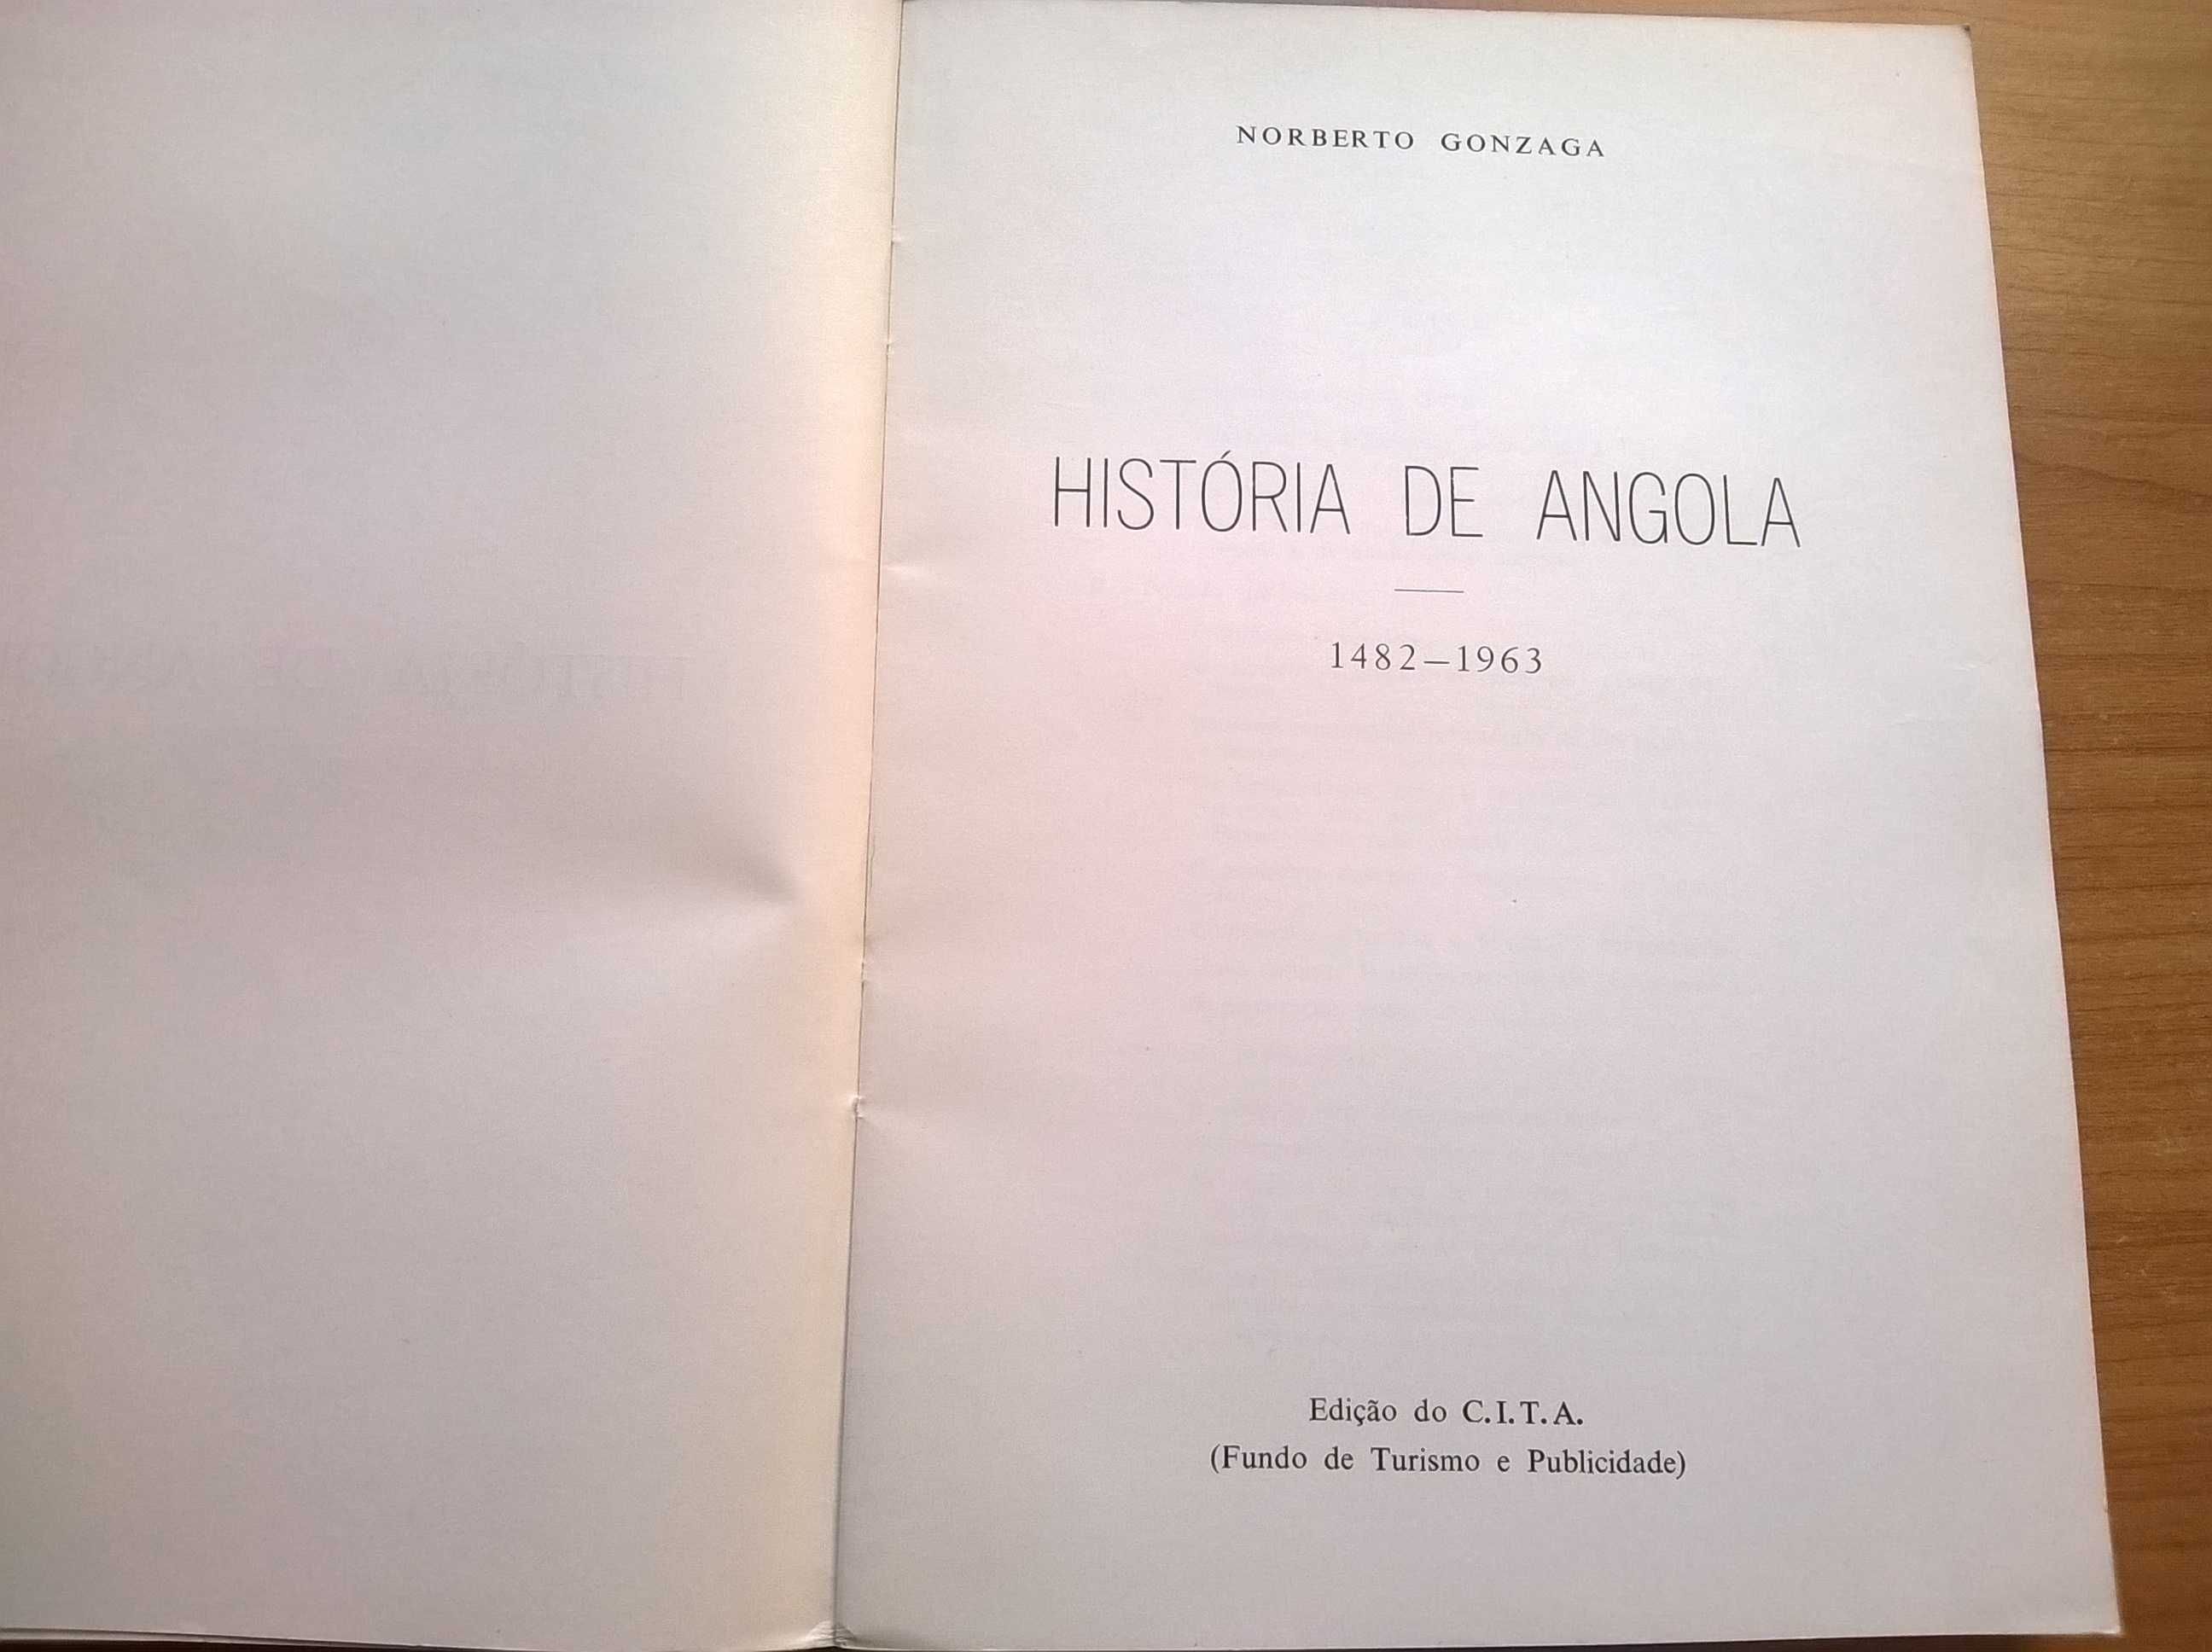 NORBERTO GONZAGA
HISTÓRIA DE ANGOLA
1482—1963
Edição do C.I.T.A.
(Fundo de Turismo e Publicidade)